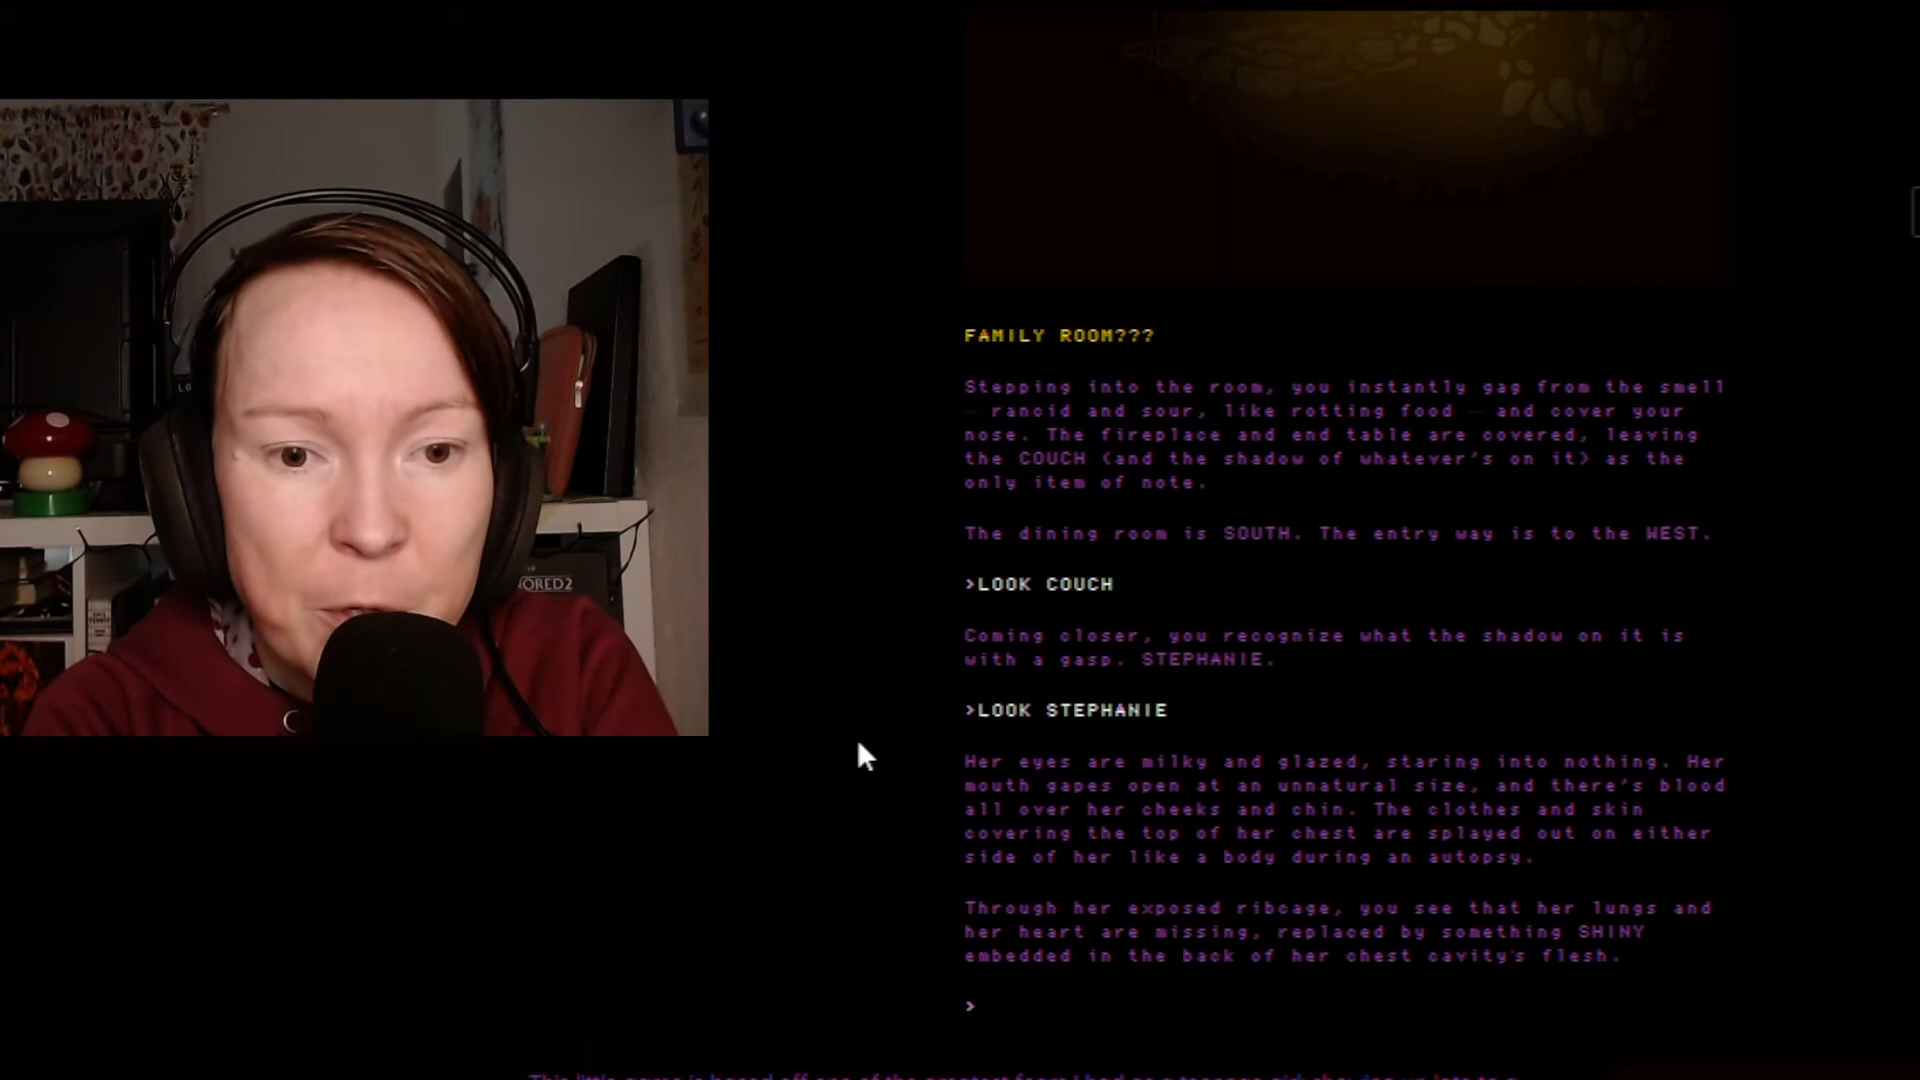 FAMILY ROOM???
Stepping into the room, you instantly gag from the smell
— rancid and sour, like rotting food — and cover your
nose. The fireplace and end table are covered, leaving
the COUCH (and the shadow of whatever's on it) as the
only item of note.
The dining room is SOUTH. The entry way is to the WEST.
>LOOK COUCH
Coming closer, you recognize what the shadow on it is
with a gasp. STEPHANIE.
>LOOK STEPHANIE
Her eyes are milky and glazed, staring into nothing. Her
mouth gapes open at an unnatural size, and there's blood
all over her cheeks and chin. The clothes and skin
covering the top of her chest are splayed out on either
side of her like a body during an autopsy.
Through her exposed ribcage, you see that her lungs and
her heart are missing, replaced by something SHINY
embedded in the back of her chest cavity's flesh.
>
ORED2